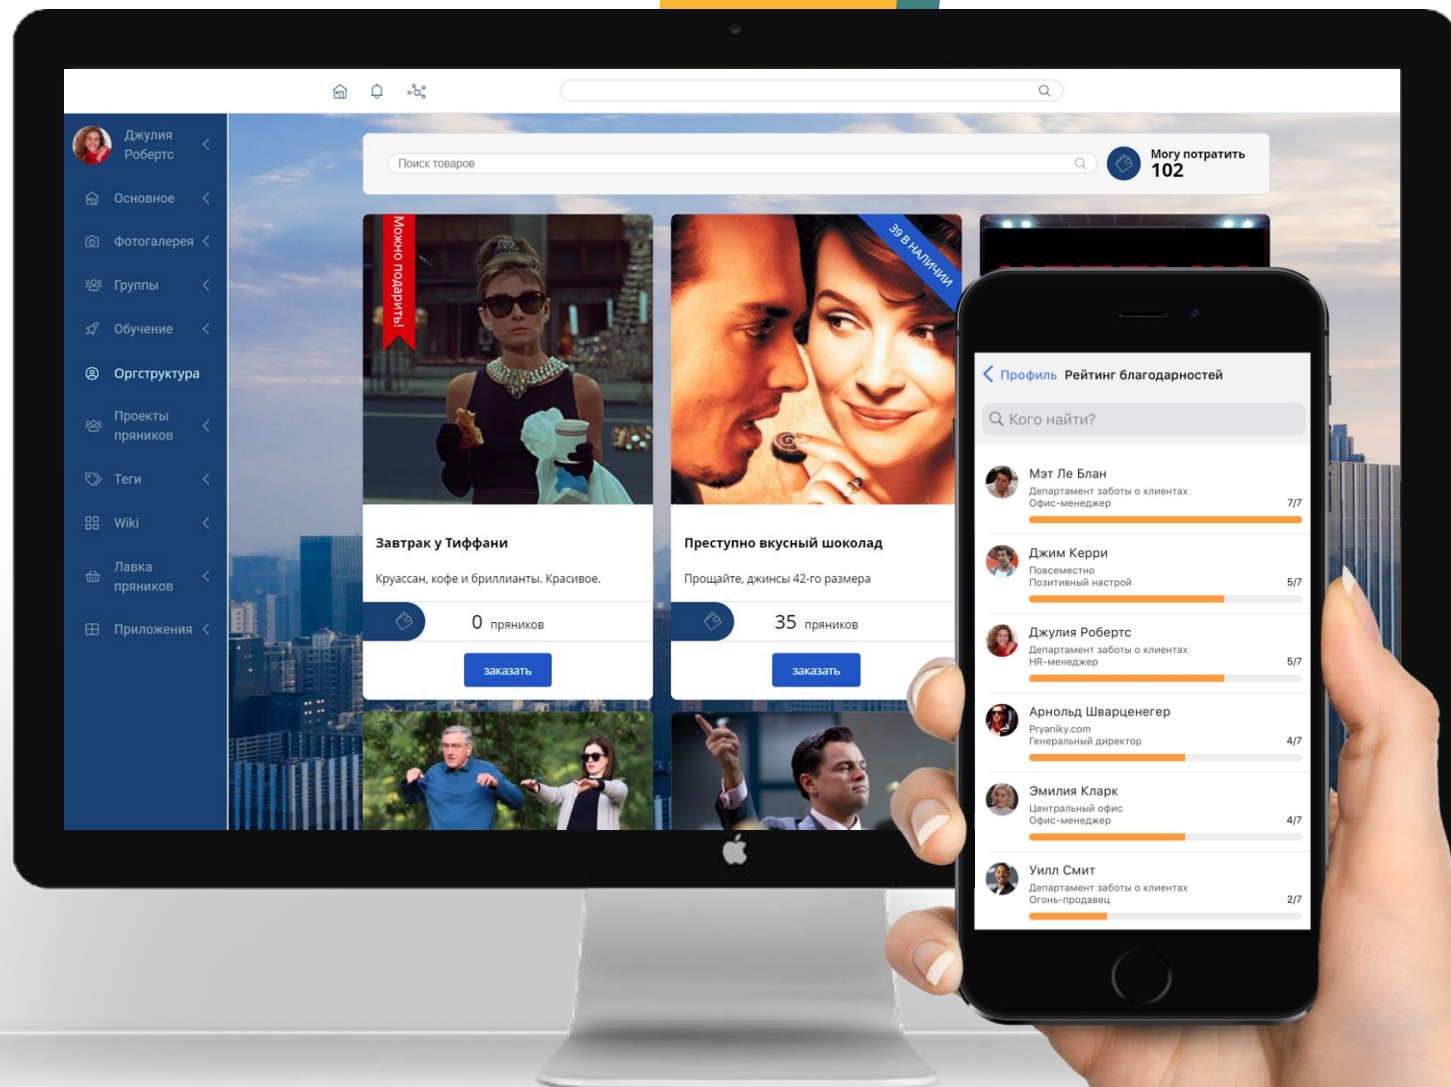 Джулия
Робертс
Основное
Фотогалерея
Группы
Обучение
Оргструктура
Проекты
пряников
Теги
Wiki
Лавка
пряников
Приложения
Поиск товаров
Могу потратить
102
Можно подарить!
Завтрак у Тиффани
Круассан, кофе и бриллианты. Красивое.
0 пряников
заказать
39 В НАЛИЧИИ
Преступно вкусный шоколад
Прощайте, джинсы 42-го размера
35 пряников
заказать
Профиль Рейтинг благодарностей
Кого найти?
Мэт Ле Блан
Департамент заботы о клиентах
Офис-менеджер 7/7
Джим Керри
Повсеместно
Позитивный настрой 5/7
Джулия Робертс
Департамент заботы о клиентах
HR-менеджер 5/7
Арнольд Шварценегер
Pryaniky.com
Генеральный директор 4/7
Эмилия Кларк
Центральный офис
Офис-менеджер 4/7
Уилл Смит
Департамент заботы о клиентах
Огонь-продавец 2/7